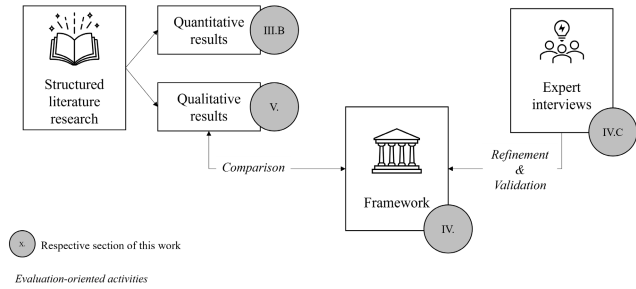 Structured
literature
research
Quantitative
results
III.B
Qualitative
results
V.
Comparison
Framework
IV.
Expert
interviews
IV.C
Refinement
&
Validation
X. Respective section of this work
Evaluation-oriented activities